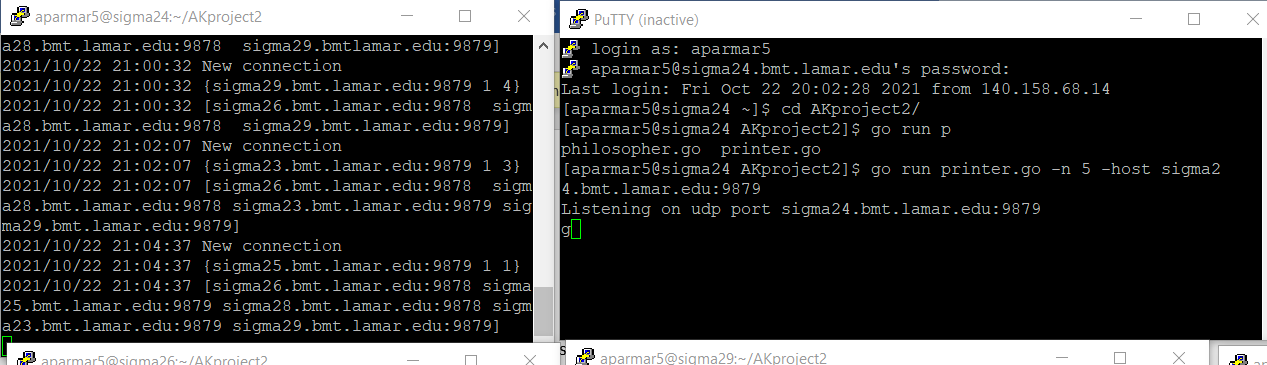 aparmar5@sigma24:~/AKproject2
a28.bmt.lamar.edu:9878  sigma29.bmtlamar.edu:9879]
2021/10/22 21:00:32 New connection
2021/10/22 21:00:32 {sigma29.bmt.lamar.edu:9879 1 4}
2021/10/22 21:00:32 [sigma26.bmt.lamar.edu:9878  sigm
a28.bmt.lamar.edu:9878  sigma29.bmt.lamar.edu:9879]
2021/10/22 21:02:07 New connection
2021/10/22 21:02:07 {sigma23.bmt.lamar.edu:9879 1 3}
2021/10/22 21:02:07 [sigma26.bmt.lamar.edu:9878  sigm
a28.bmt.lamar.edu:9878 sigma23.bmt.lamar.edu:9879 sig
ma29.bmt.lamar.edu:9879]
2021/10/22 21:04:37 New connection
2021/10/22 21:04:37 {sigma25.bmt.lamar.edu:9879 1 1}
2021/10/22 21:04:37 [sigma26.bmt.lamar.edu:9878 sigma
25.bmt.lamar.edu:9879 sigma28.bmt.lamar.edu:9878 sigm
a23.bmt.lamar.edu:9879 sigma29.bmt.lamar.edu:9879]
PuTTY (inactive)
login as: aparmar5
aparmar5@sigma24.bmt.lamar.edu's password:
Last login: Fri Oct 22 20:02:28 2021 from 140.158.68.14
[aparmar5@sigma24 ~]$ cd AKproject2/
[aparmar5@sigma24 AKproject2]$ go run p
philosopher.go  printer.go
[aparmar5@sigma24 AKproject2]$ go run printer.go -n 5 -host sigma2
4.bmt.lamar.edu:9879
Listening on udp port sigma24.bmt.lamar.edu:9879
g
aparmar5@sigma26:~/AKproject2
aparmar5@sigma29:~/AKproject2